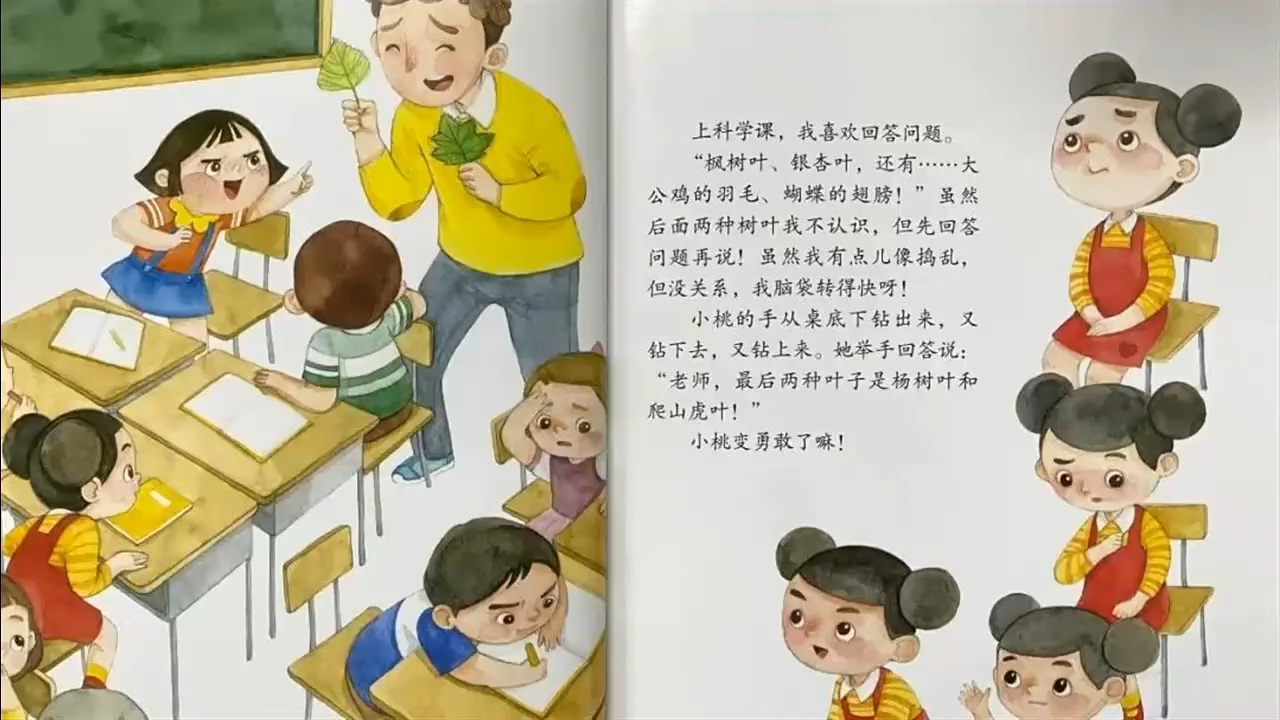 上科学课，我喜欢回答问题。
“枫树叶、银杏叶，还有……大
公鸡的羽毛、蝴蝶的翅膀！”虽然
后面两种树叶我不认识，但先回答
问题再说！虽然我有点儿像捣乱，
但没关系，我脑袋转得快呀！
小桃的手从桌底下钻出来，又
钻下去，又钻上来。她举手回答说：
“老师，最后两种叶子是杨树叶和
爬山虎叶！”
小桃变勇敢了嘛！